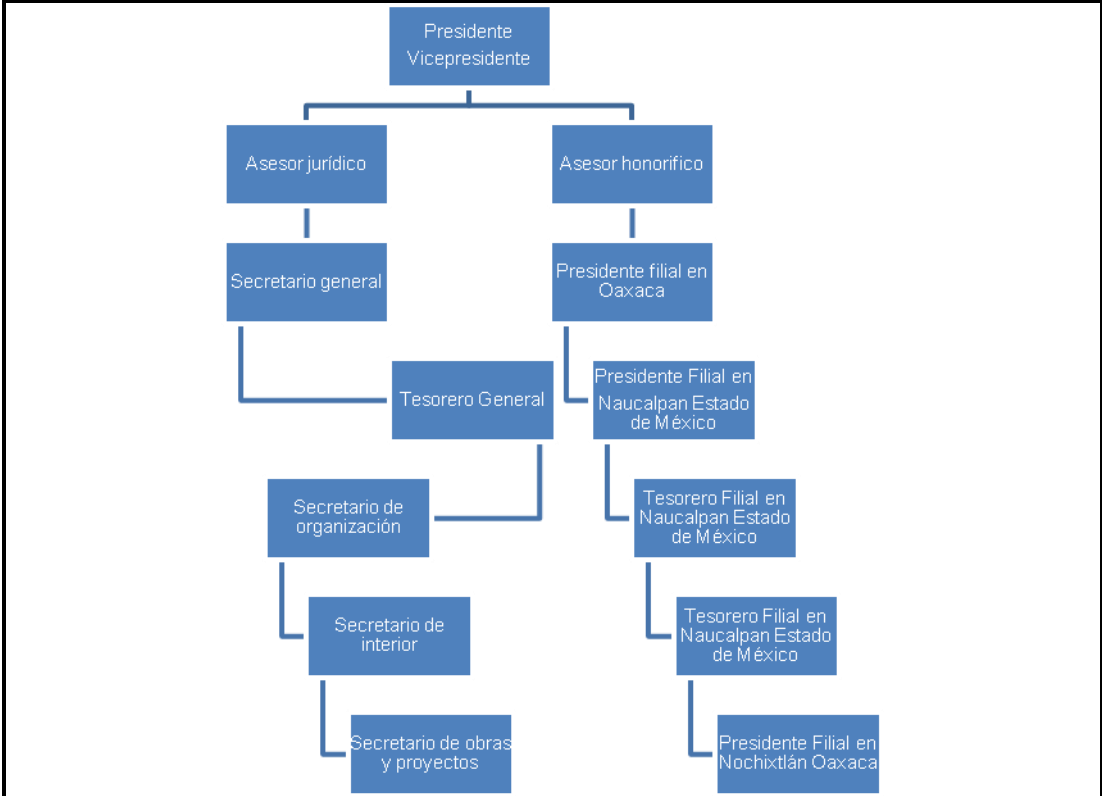 Presidente
Vicepresidente
Asesor jurídico
Asesor honorifico
Secretario general
Presidente filial en
Oaxaca
Tesorero General
Presidente Filial en
Naucalpan Estado
de México
Secretario de
organización
Tesorero Filial en
Naucalpan Estado
de México
Secretario de
interior
Tesorero Filial en
Naucalpan Estado
de México
Secretario de obras
y proyectos
Presidente Filial en
Nochixtlán Oaxaca